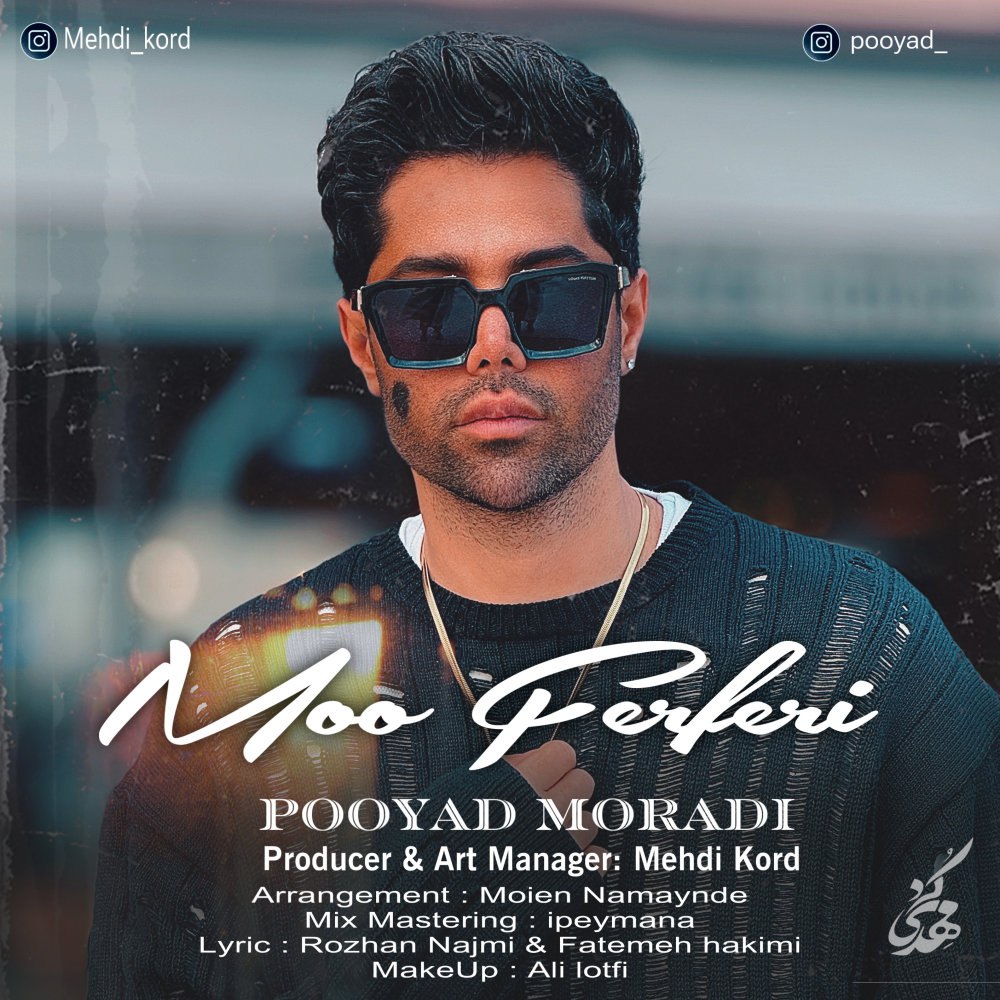 Mehdi_kord
pooyad_
Moo Ferferi
POOYAD MORADI
Producer & Art Manager: Mehdi Kord
Arrangement : Moien Namaynde
Mix Mastering : ipeymana
Lyric : Rozhan Najmi & Fatemeh hakimi
MakeUp : Ali lotfi